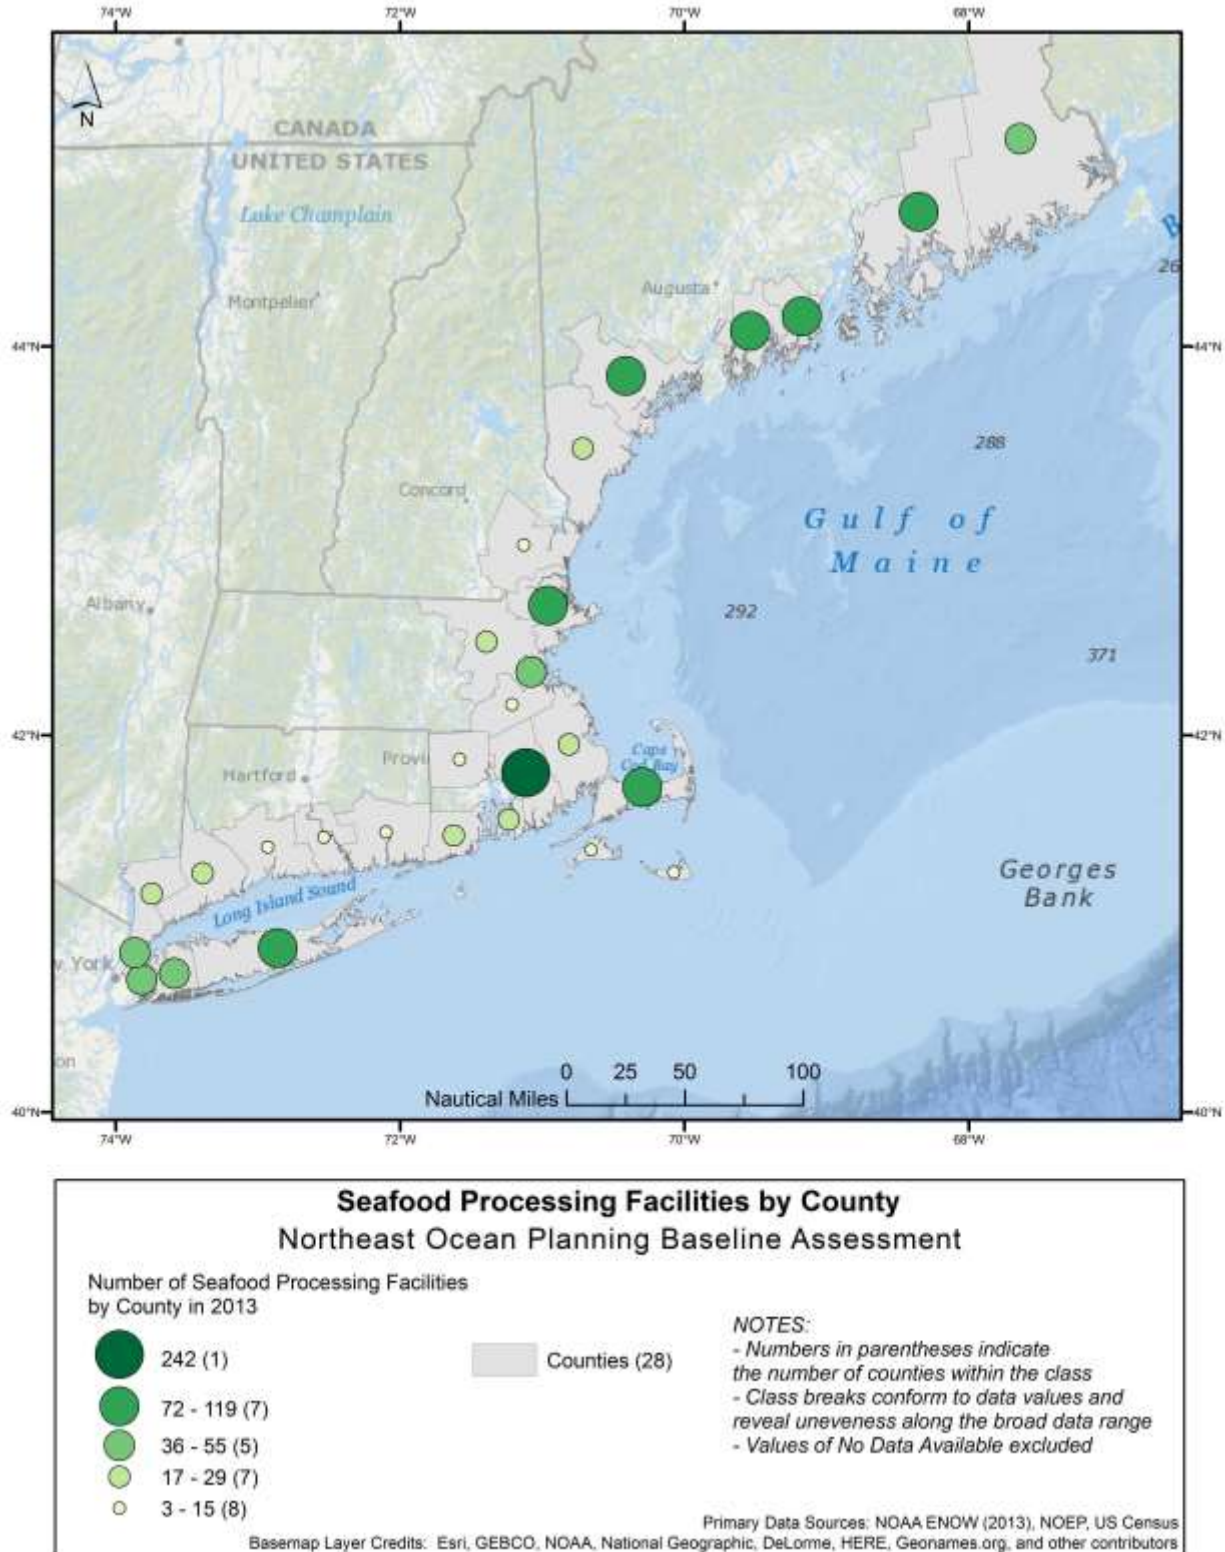 74°W 72°W 70°W 68°W
N
CANADA
UNITED STATES
Lake Champlain
Montpelier
Augusta
B
26
44°N 44°N
288
Concord
Gulf of
Maine
Albany
292
371
42°N 42°N
Provi
Cape
Cod Bay
Hartford
Long Island Sound
Georges
Bank
York
on
0 25 50 100
Nautical Miles
40°N 40°N
74°W 72°W 70°W 68°W
Seafood Processing Facilities by County
Northeast Ocean Planning Baseline Assessment
Number of Seafood Processing Facilities
by County in 2013
242 (1)
72 - 119 (7)
36 - 55 (5)
17 - 29 (7)
3 - 15 (8)
Counties (28)
NOTES:
- Numbers in parentheses indicate
the number of counties within the class
- Class breaks conform to data values and
reveal uneveness along the broad data range
- Values of No Data Available excluded
Primary Data Sources: NOAA ENOW (2013), NOEP, US Census
Basemap Layer Credits: Esri, GEBCO, NOAA, National Geographic, DeLorme, HERE, Geonames.org, and other contributors